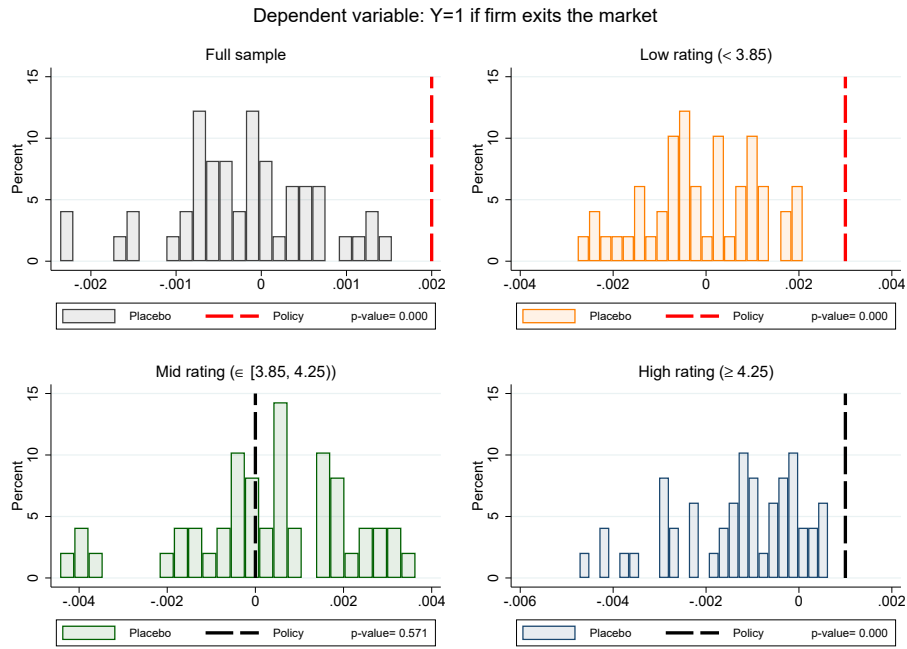 Dependent variable: Y=1 if firm exits the market
Full sample
Percent
15
10
5
0
-.002 -.001 0 .001 .002
Placebo Policy p-value= 0.000
Low rating (< 3.85)
Percent
15
10
5
0
-.004 -.002 0 .002 .004
Placebo Policy p-value= 0.000
Mid rating (∈ [3.85, 4.25))
Percent
15
10
5
0
-.004 -.002 0 .002 .004
Placebo Policy p-value= 0.571
High rating (≥ 4.25)
Percent
15
10
5
0
-.006 -.004 -.002 0 .002
Placebo Policy p-value= 0.000